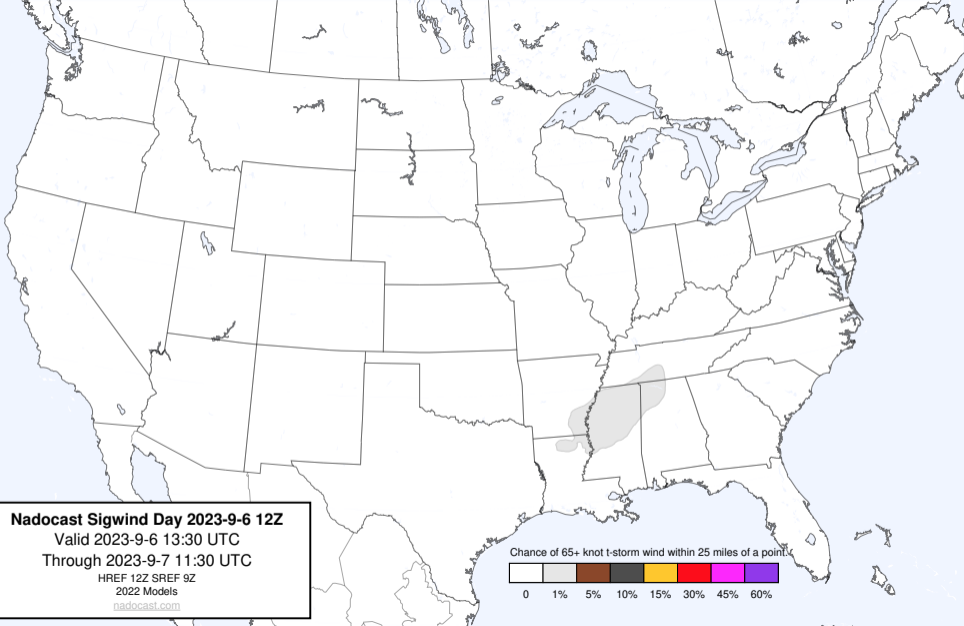 Nadocast Sigwind Day 2023-9-6 12Z
Valid 2023-9-6 13:30 UTC
Through 2023-9-7 11:30 UTC
HREF 12Z SREF 9Z
2022 Models
nadocast.com
Chance of 65+ knot t-storm wind within 25 miles of a point.
0 1% 5% 10% 15% 30% 45% 60%